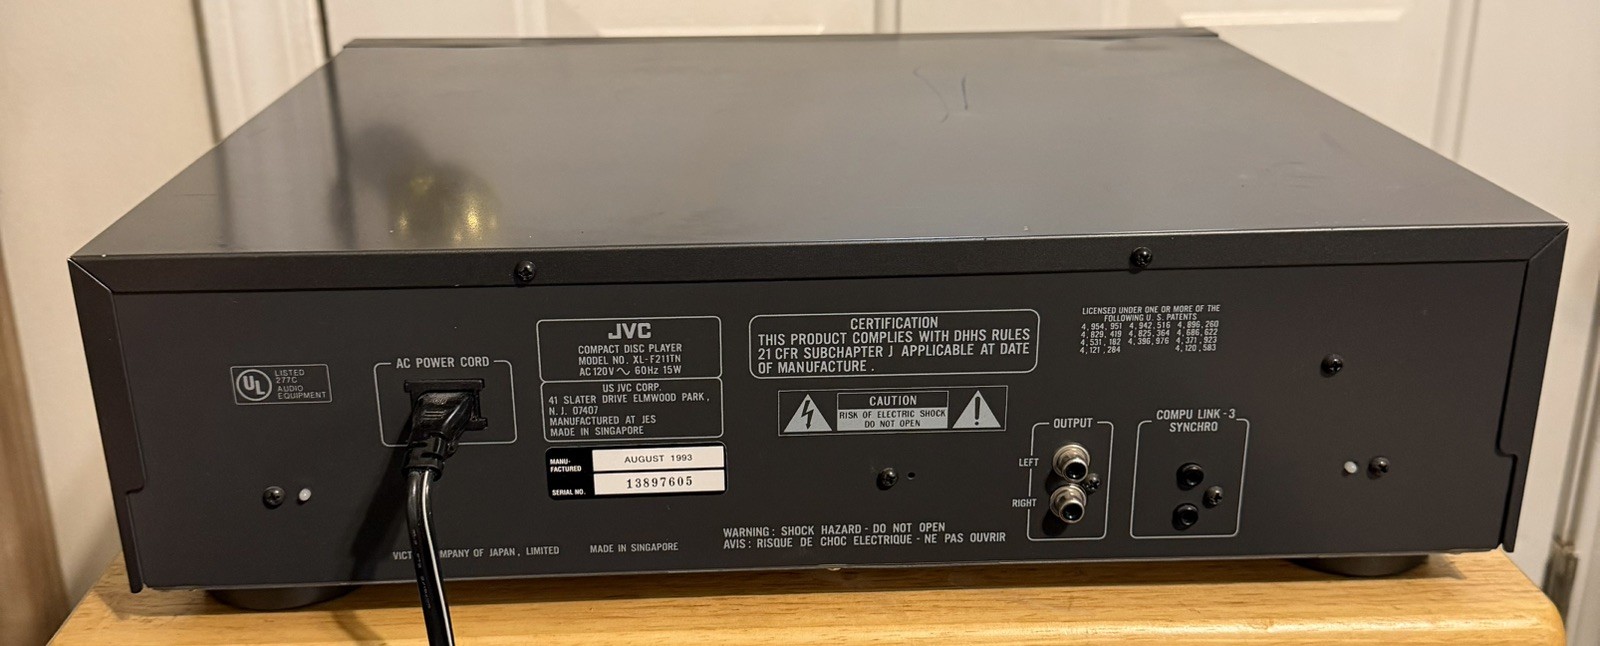 UL
LISTED
277C
AUDIO
EQUIPMENT
AC POWER CORD
JVC
COMPACT DISC PLAYER
MODEL NO. XL-F211TN
AC 120V ~ 60Hz 15W
US JVC CORP.
41 SLATER DRIVE ELMWOOD PARK,
N.J. 07407
MANUFACTURED AT JES
MADE IN SINGAPORE
MANU-
FACTURED
AUGUST 1993
SERIAL NO.
13897605
CERTIFICATION
THIS PRODUCT COMPLIES WITH DHHS RULES
21 CFR SUBCHAPTER J APPLICABLE AT DATE
OF MANUFACTURE.
CAUTION
RISK OF ELECTRIC SHOCK
DO NOT OPEN
LICENSED UNDER ONE OR MORE OF THE
FOLLOWING U.S. PATENTS
4,954,951 4,942,516 4,896,260
4,829,419 4,825,364 4,686,622
4,531,182 4,396,976 4,371,923
4,121,284 4,120,583
OUTPUT
LEFT
RIGHT
COMPU LINK-3
SYNCHRO
OMPANY OF JAPAN, LIMITED
MADE IN SINGAPORE
WARNING: SHOCK HAZARD - DO NOT OPEN
AVIS: RISQUE DE CHOC ELECTRIQUE - NE PAS OUVRIR